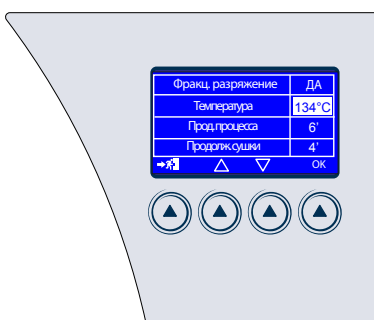 Фракц. разряжение ДА
Температура 134°C
Прод.процесса 6'
Продолж.сушки 4'
OK